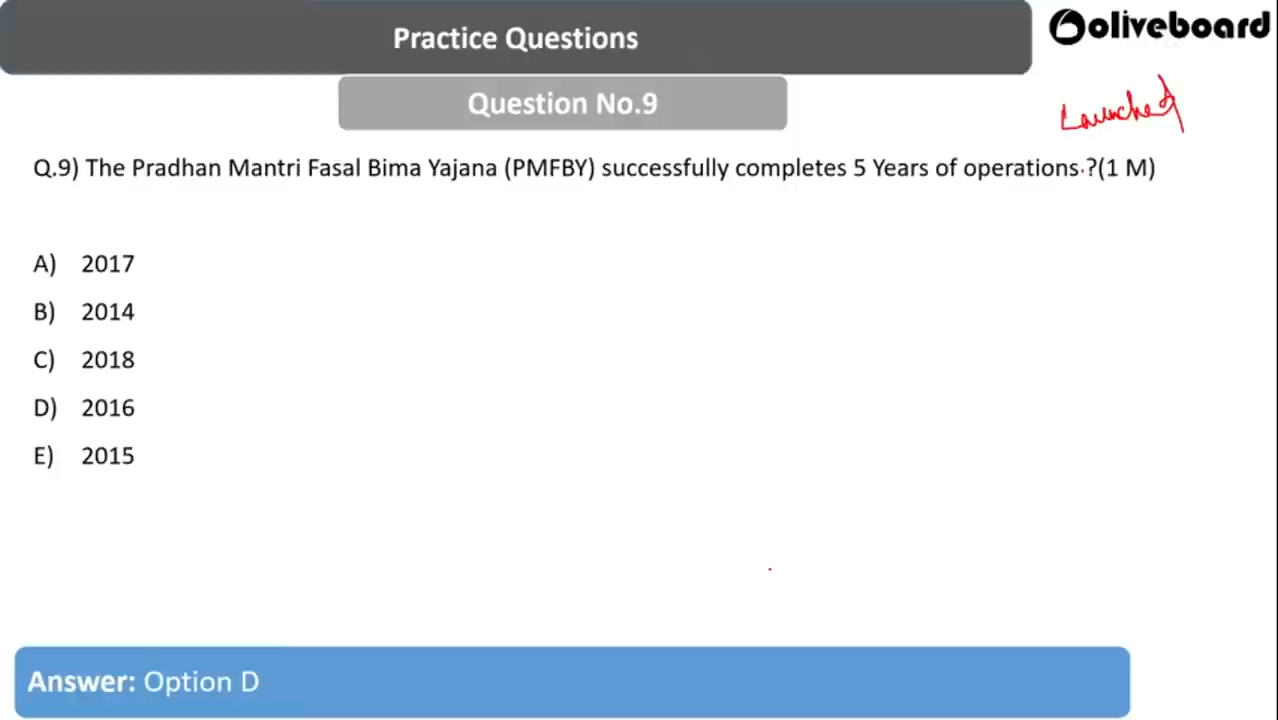 Practice Questions
oliveboard
Question No.9
Launched
Q.9) The Pradhan Mantri Fasal Bima Yajana (PMFBY) successfully completes 5 Years of operations.?(1 M)
A) 2017
B) 2014
C) 2018
D) 2016
E) 2015
Answer: Option D